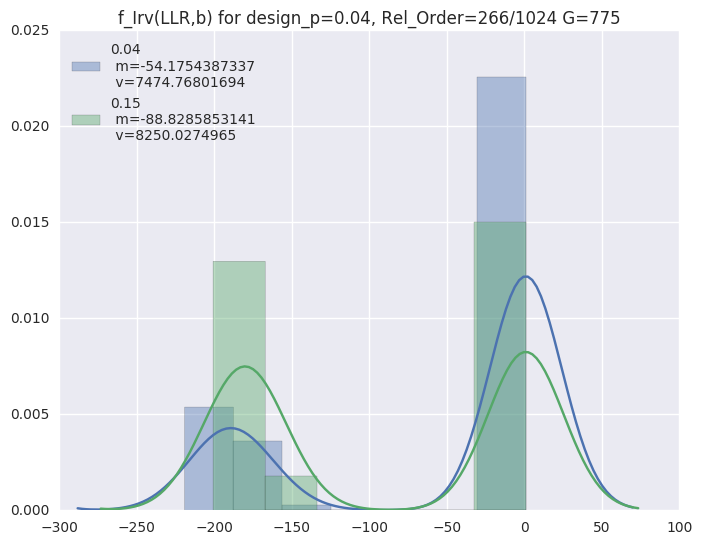 f_Irv(LLR,b) for design_p=0.04, Rel_Order=266/1024 G=775
0.04
m=-54.1754387337
v=7474.76801694
0.15
m=-88.8285853141
v=8250.0274965
0.025
0.020
0.015
0.010
0.005
0.000
−300 −250 −200 −150 −100 −50 0 50 100